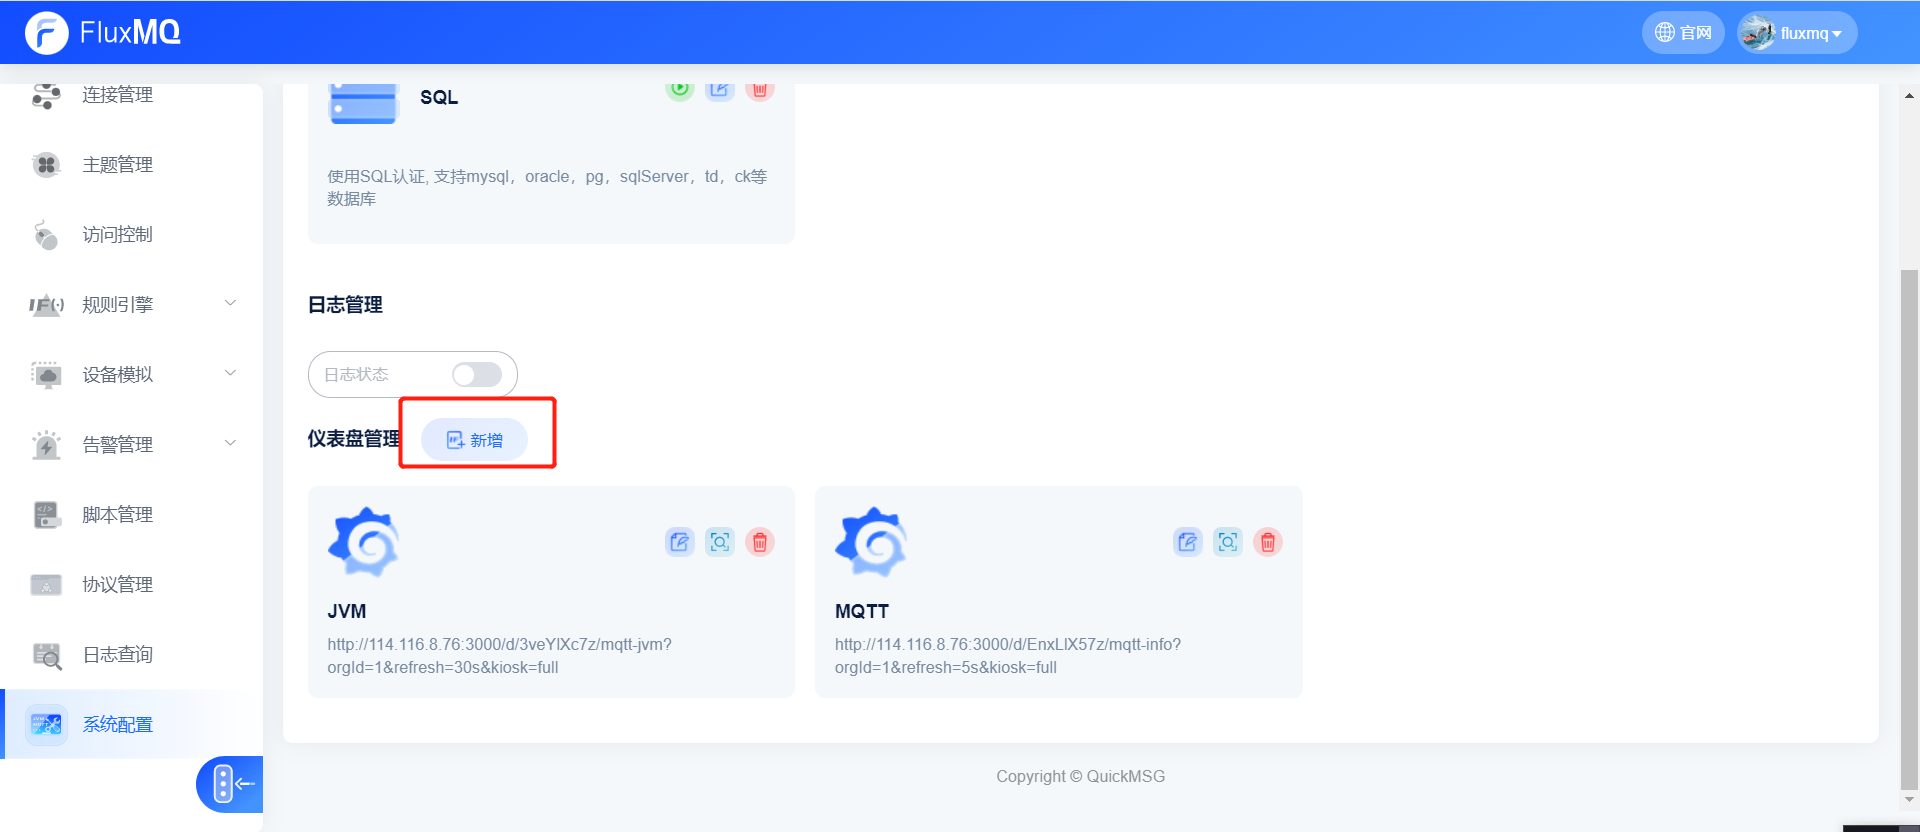 FluxMQ
官网
fluxmq
连接管理
主题管理
访问控制
规则引擎
设备模拟
告警管理
脚本管理
协议管理
日志查询
系统配置
SQL
使用SQL认证, 支持mysql，oracle，pg，sqlServer，td，ck等
数据库
日志管理
日志状态
仪表盘管理
新增
JVM
http://114.116.8.76:3000/d/3veYlXc7z/mqtt-jvm?
orgId=1&refresh=30s&kiosk=full
MQTT
http://114.116.8.76:3000/d/EnxLlX57z/mqtt-info?
orgId=1&refresh=5s&kiosk=full
Copyright © QuickMSG